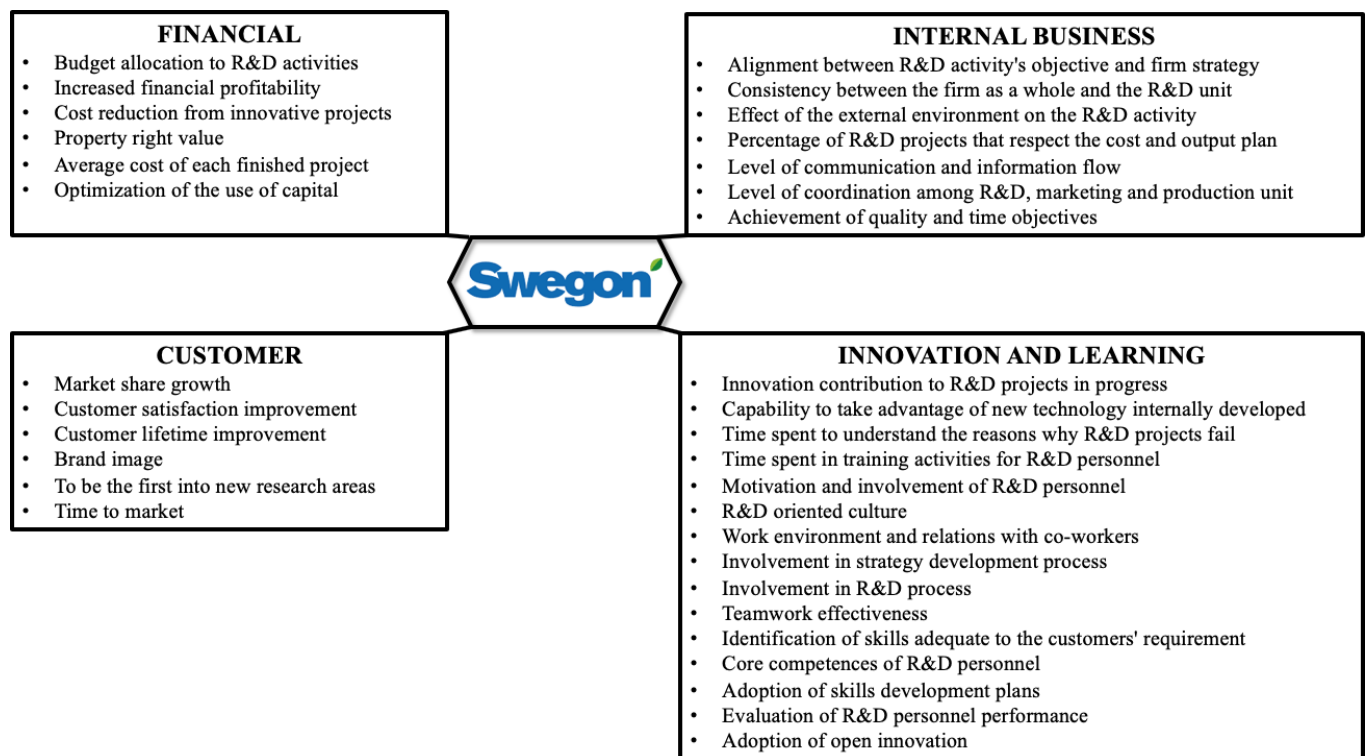 FINANCIAL
• Budget allocation to R&D activities
• Increased financial profitability
• Cost reduction from innovative projects
• Property right value
• Average cost of each finished project
• Optimization of the use of capital
INTERNAL BUSINESS
• Alignment between R&D activity's objective and firm strategy
• Consistency between the firm as a whole and the R&D unit
• Effect of the external environment on the R&D activity
• Percentage of R&D projects that respect the cost and output plan
• Level of communication and information flow
• Level of coordination among R&D, marketing and production unit
• Achievement of quality and time objectives
Swegon
CUSTOMER
• Market share growth
• Customer satisfaction improvement
• Customer lifetime improvement
• Brand image
• To be the first into new research areas
• Time to market
INNOVATION AND LEARNING
• Innovation contribution to R&D projects in progress
• Capability to take advantage of new technology internally developed
• Time spent to understand the reasons why R&D projects fail
• Time spent in training activities for R&D personnel
• Motivation and involvement of R&D personnel
• R&D oriented culture
• Work environment and relations with co-workers
• Involvement in strategy development process
• Involvement in R&D process
• Teamwork effectiveness
• Identification of skills adequate to the customers' requirement
• Core competences of R&D personnel
• Adoption of skills development plans
• Evaluation of R&D personnel performance
• Adoption of open innovation